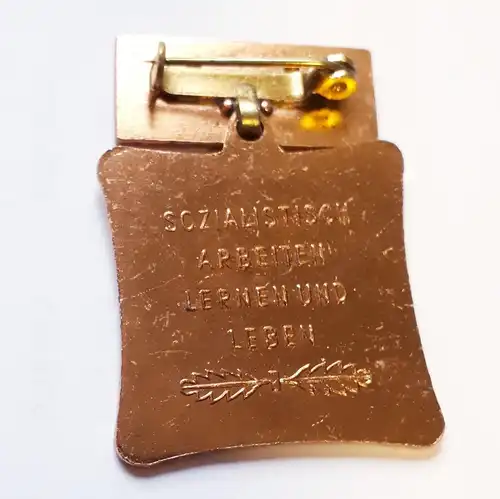 SOZIALISTISCH
ARBEITEN
LERNEN UND
LEBEN